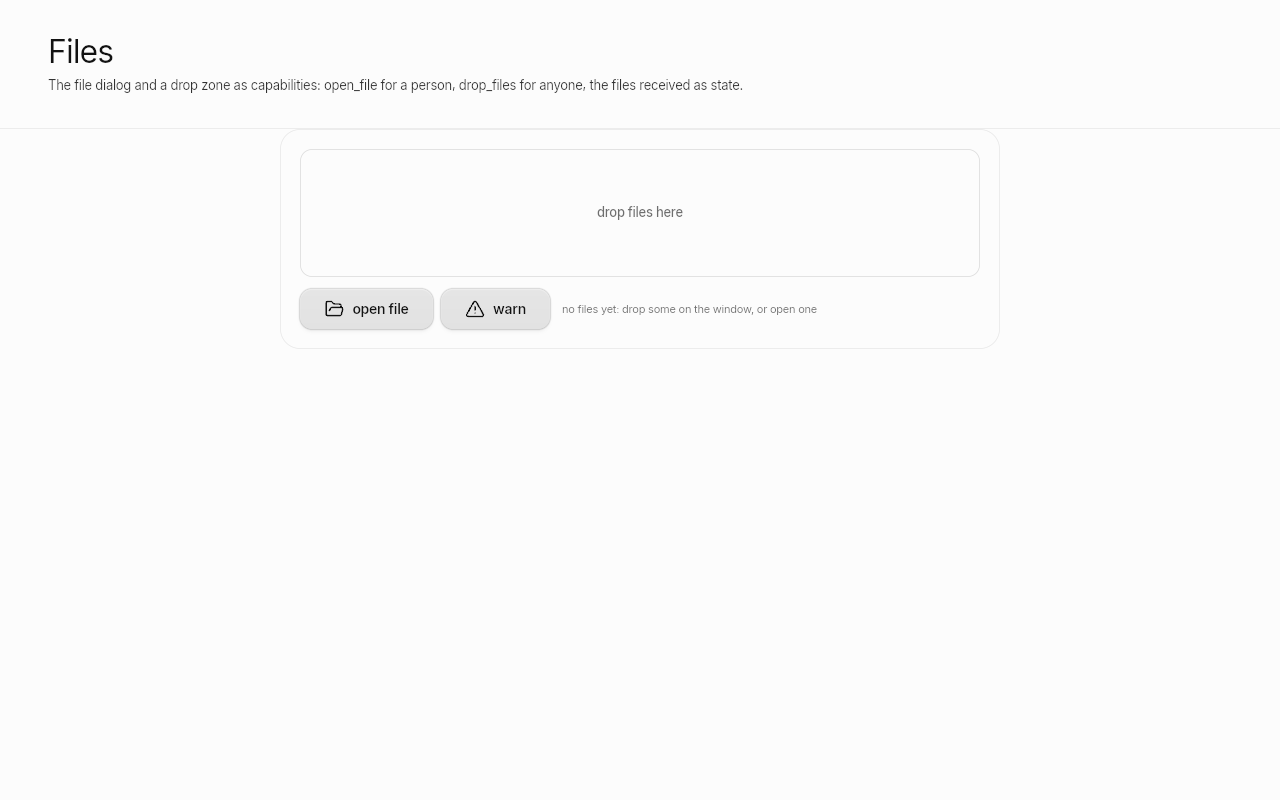 Files
The file dialog and a drop zone as capabilities: open_file for a person, drop_files for anyone, the files received as state.
drop files here
open file
warn
no files yet: drop some on the window, or open one